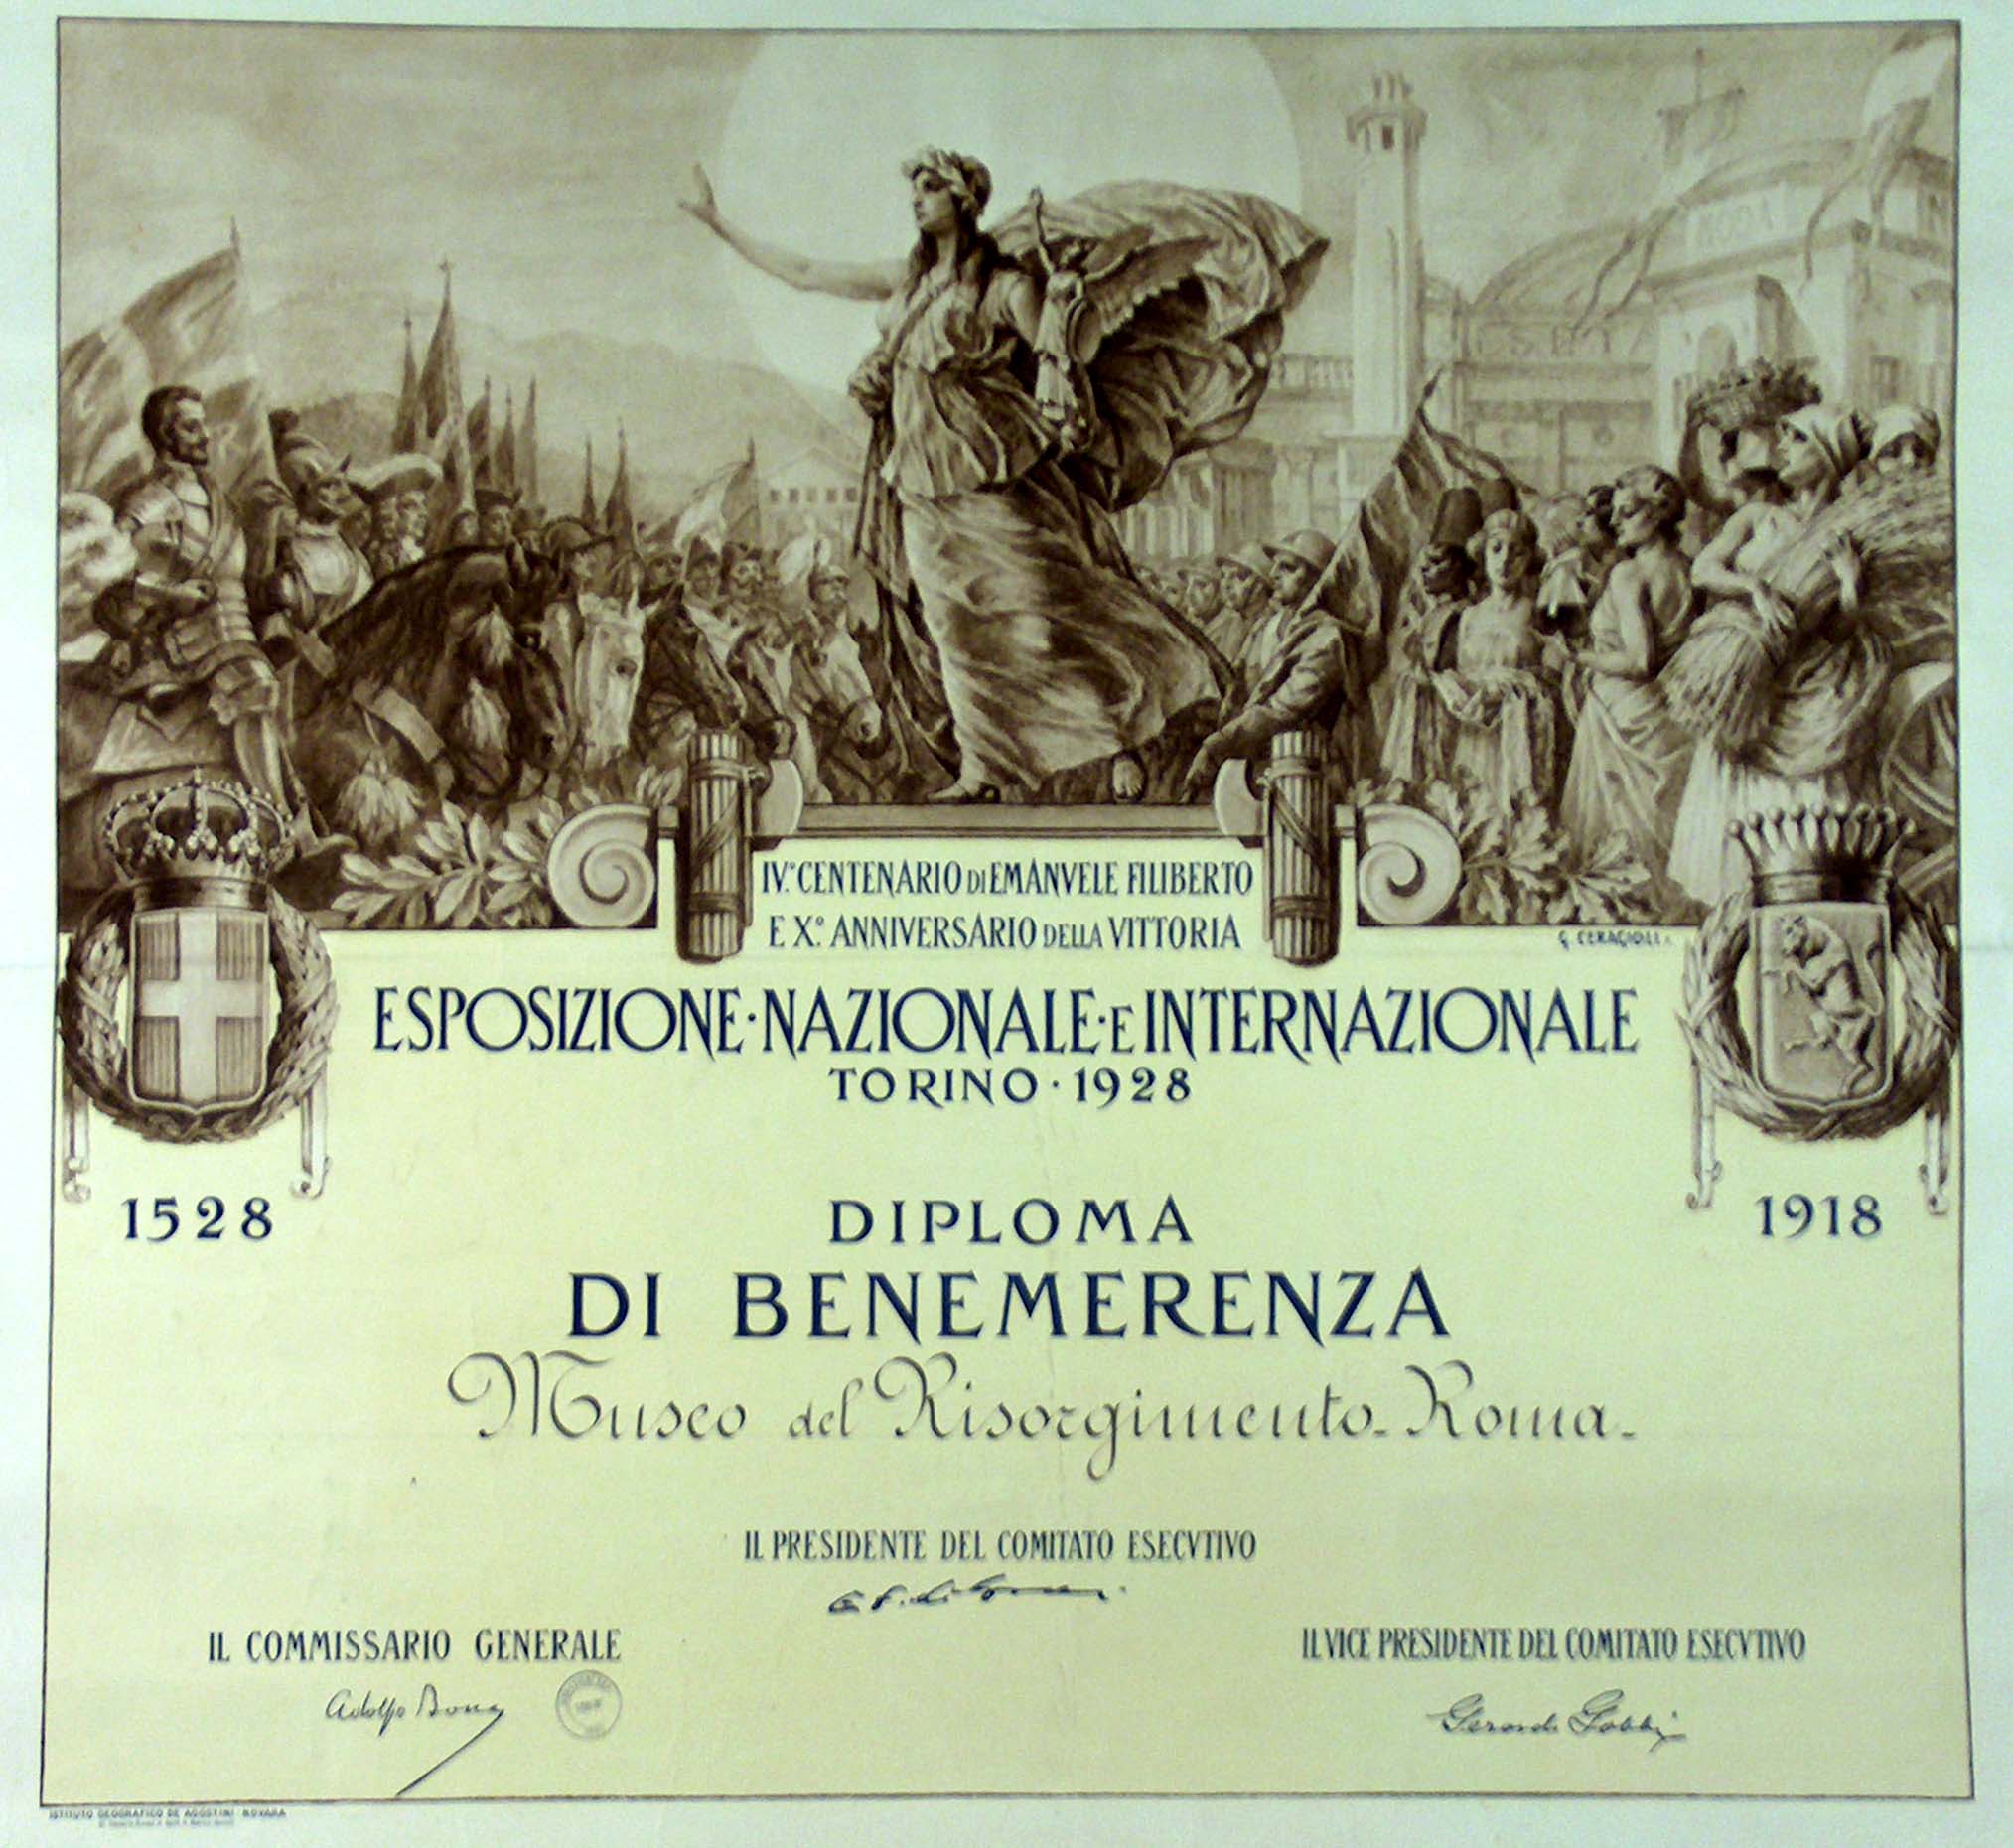 IV.° CENTENARIO DI EMANVELE FILIBERTO
E X.° ANNIVERSARIO DELLA VITTORIA
G. CERAGIOLI
ESPOSIZIONE·NAZIONALE·E INTERNAZIONALE
TORINO·1928
1528
1918
DIPLOMA
DI BENEMERENZA
Museo del Risorgimento - Roma -
IL PRESIDENTE DEL COMITATO ESECVTIVO
IL COMMISSARIO GENERALE
IL VICE PRESIDENTE DEL COMITATO ESECVTIVO
Adolfo Bona
ISTITUTO GEOGRAFICO DE AGOSTINI NOVARA